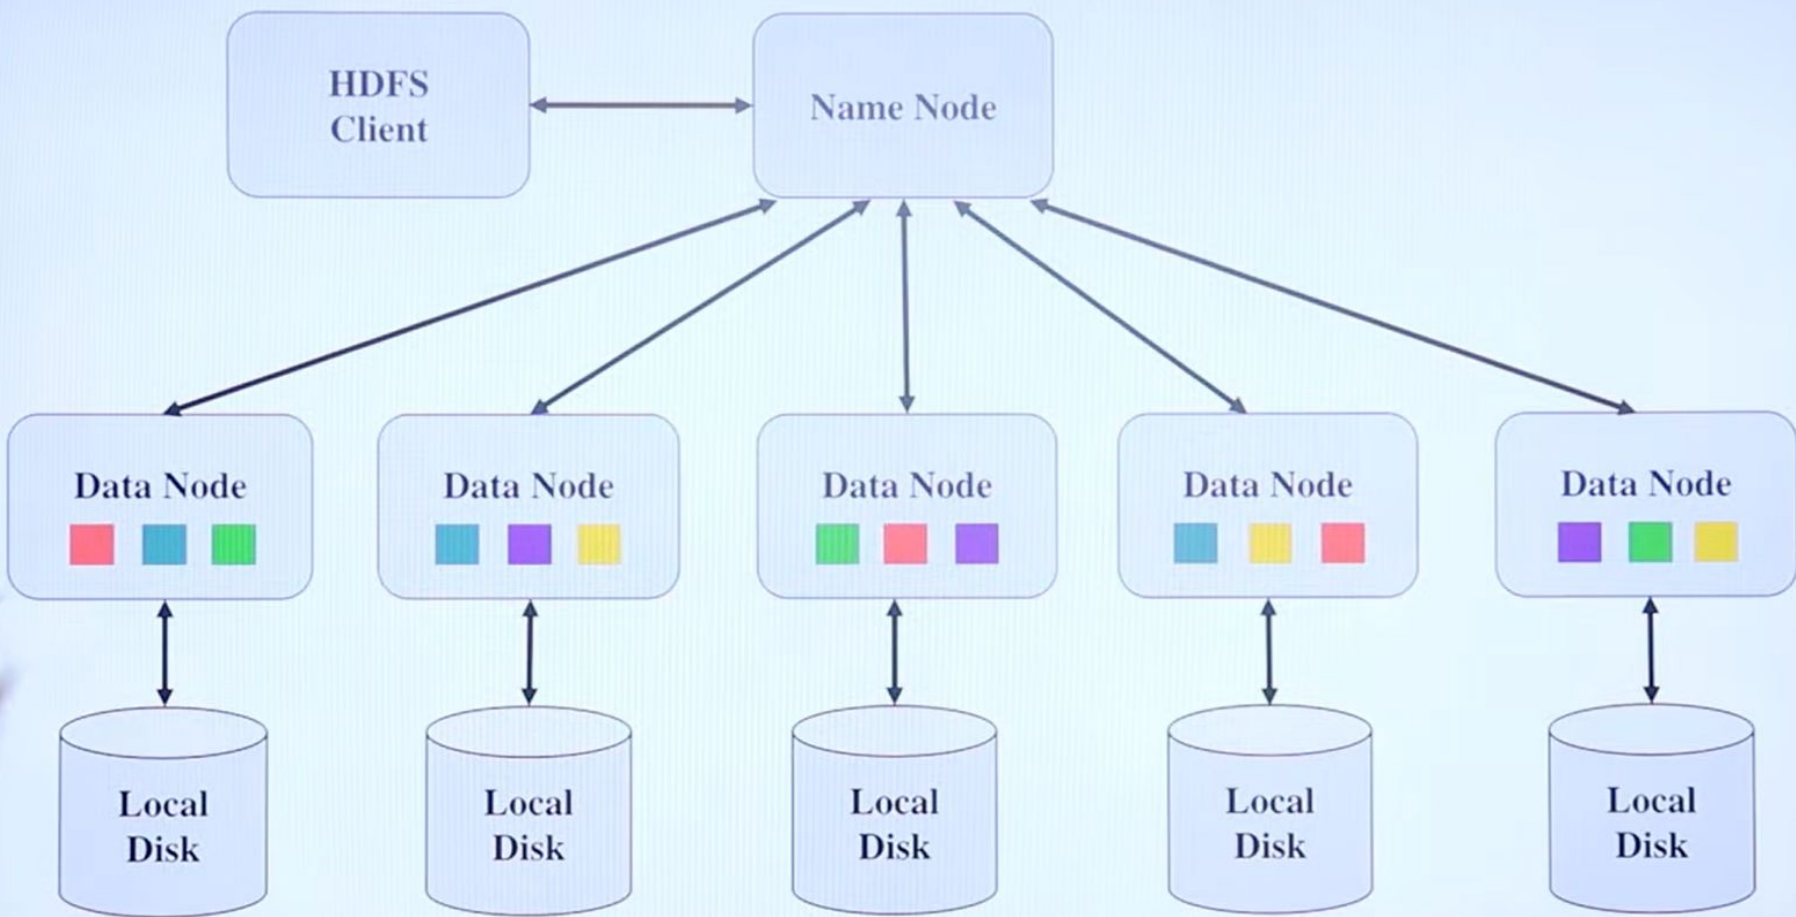 HDFS
Client
Name Node
Data Node
Data Node
Data Node
Data Node
Data Node
Local
Disk
Local
Disk
Local
Disk
Local
Disk
Local
Disk